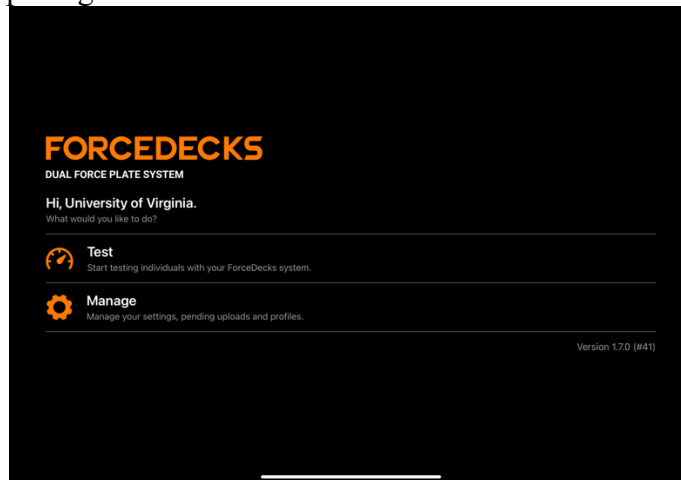 FORCEDECKS
DUAL FORCE PLATE SYSTEM
Hi, University of Virginia.
What would you like to do?
Test
Start testing individuals with your ForceDecks system.
Manage
Manage your settings, pending uploads and profiles.
Version 1.7.0 (#41)